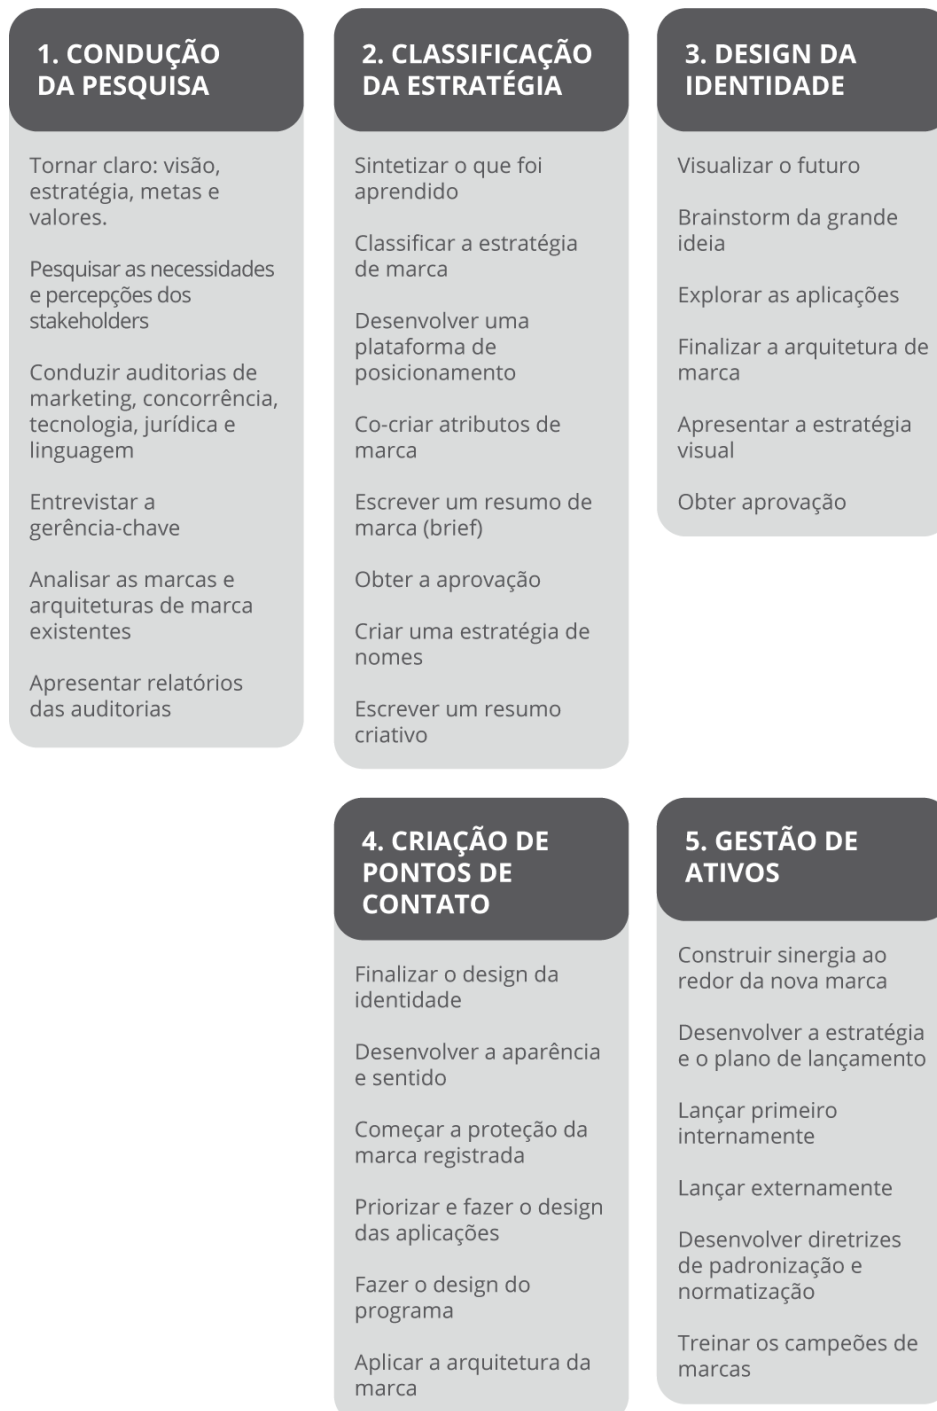 1. CONDUÇÃO
DA PESQUISA
Tornar claro: visão,
estratégia, metas e
valores.
Pesquisar as necessidades
e percepções dos
stakeholders
Conduzir auditorias de
marketing, concorrência,
tecnologia, jurídica e
linguagem
Entrevistar a
gerência-chave
Analisar as marcas e
arquiteturas de marca
existentes
Apresentar relatórios
das auditorias
2. CLASSIFICAÇÃO
DA ESTRATÉGIA
Sintetizar o que foi
aprendido
Classificar a estratégia
de marca
Desenvolver uma
plataforma de
posicionamento
Co-criar atributos de
marca
Escrever um resumo de
marca (brief)
Obter a aprovação
Criar uma estratégia de
nomes
Escrever um resumo
criativo
3. DESIGN DA
IDENTIDADE
Visualizar o futuro
Brainstorm da grande
ideia
Explorar as aplicações
Finalizar a arquitetura de
marca
Apresentar a estratégia
visual
Obter aprovação
4. CRIAÇÃO DE
PONTOS DE
CONTATO
Finalizar o design da
identidade
Desenvolver a aparência
e sentido
Começar a proteção da
marca registrada
Priorizar e fazer o design
das aplicações
Fazer o design do
programa
Aplicar a arquitetura da
marca
5. GESTÃO DE
ATIVOS
Construir sinergia ao
redor da nova marca
Desenvolver a estratégia
e o plano de lançamento
Lançar primeiro
internamente
Lançar externamente
Desenvolver diretrizes
de padronização e
normatização
Treinar os campeões de
marcas